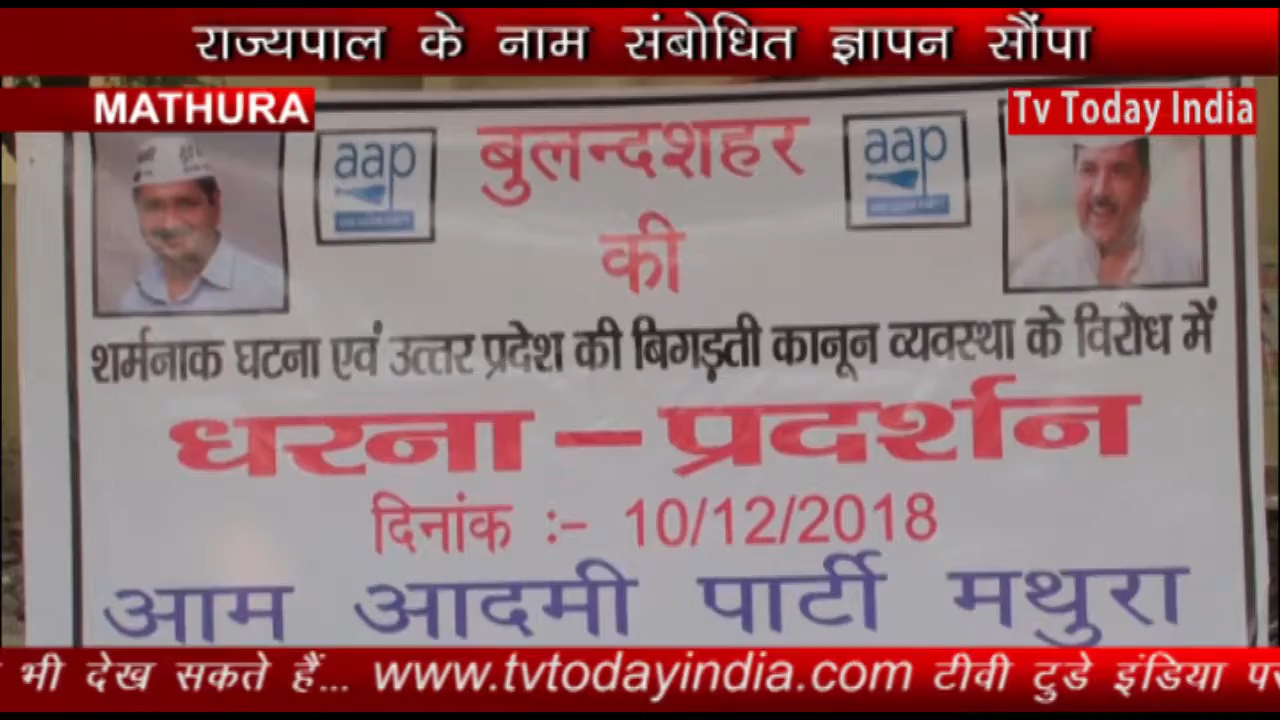 राज्यपाल के नाम संबोधित ज्ञापन सौंपा
MATHURA
Tv Today India
aap
बुलन्दशहर
aap
की
शर्मनाक घटना एवं उत्तर प्रदेश की बिगड़ती कानून व्यवस्था के विरोध में
धरना – प्रदर्शन
दिनांक :– 10/12/2018
आम आदमी पार्टी मथुरा
भी देख सकते हैं... www.tvtodayindia.com टीवी टुडे इंडिया पर